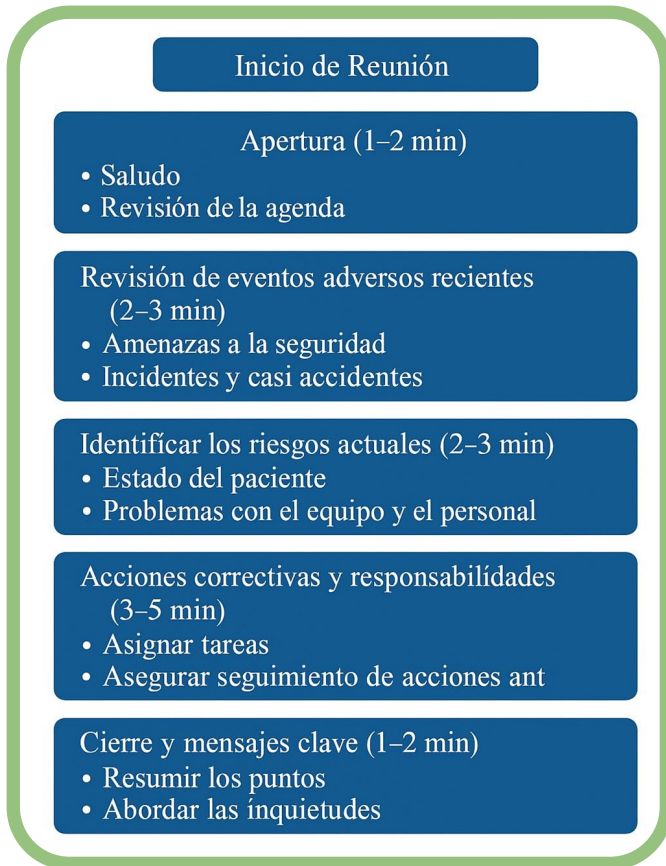 Inicio de Reunión
Apertura (1–2 min)
• Saludo
• Revisión de la agenda
Revisión de eventos adversos recientes
(2–3 min)
• Amenazas a la seguridad
• Incidentes y casi accidentes
Identifícar los riesgos actuales (2–3 min)
• Estado del paciente
• Problemas con el equipo y el personal
Acciones correctivas y responsabilídades
(3–5 min)
• Asignar tareas
• Asegurar seguimiento de acciones ant
Cierre y mensajes clave (1–2 min)
• Resumir los puntos
• Abordar las ínquietudes